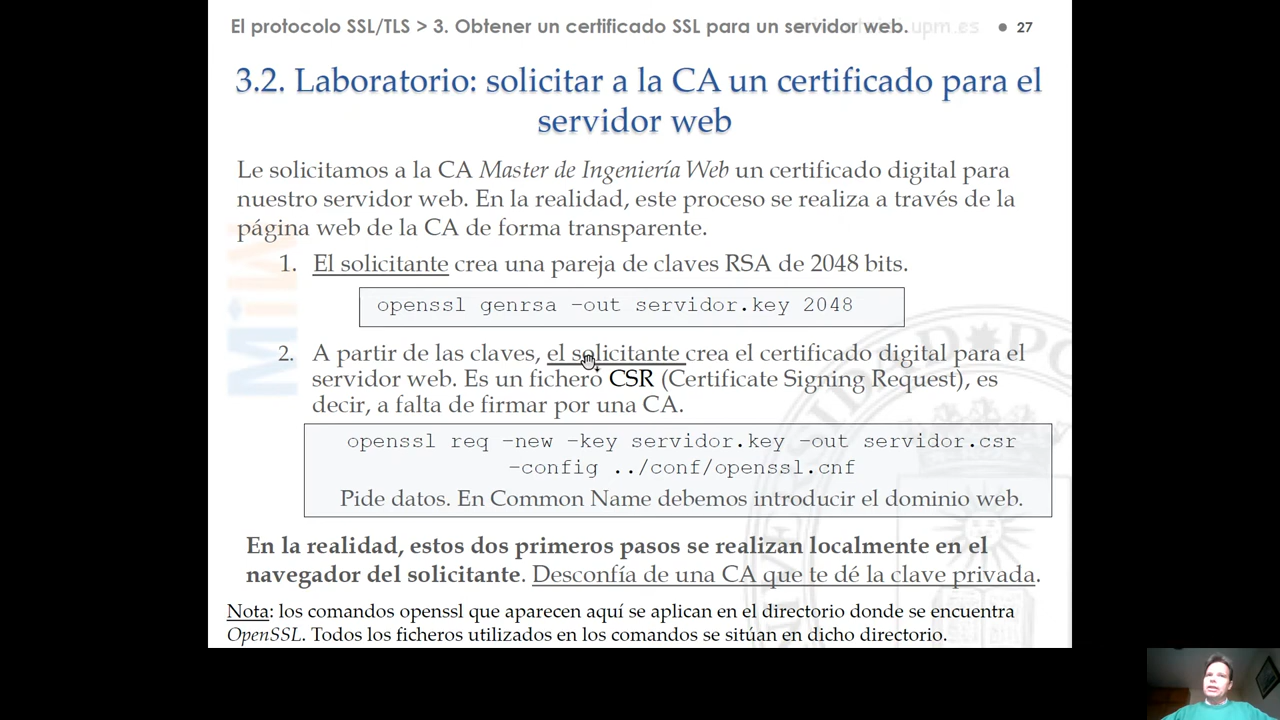 El protocolo SSL/TLS > 3. Obtener un certificado SSL para un servidor web. upm.es • 27
3.2. Laboratorio: solicitar a la CA un certificado para el
servidor web
Le solicitamos a la CA Master de Ingeniería Web un certificado digital para
nuestro servidor web. En la realidad, este proceso se realiza a través de la
página web de la CA de forma transparente.
1. El solicitante crea una pareja de claves RSA de 2048 bits.
openssl genrsa –out servidor.key 2048
2. A partir de las claves, el solicitante crea el certificado digital para el
servidor web. Es un fichero CSR (Certificate Signing Request), es
decir, a falta de firmar por una CA.
openssl req –new –key servidor.key –out servidor.csr
–config ../conf/openssl.cnf
Pide datos. En Common Name debemos introducir el dominio web.
En la realidad, estos dos primeros pasos se realizan localmente en el
navegador del solicitante. Desconfía de una CA que te dé la clave privada.
Nota: los comandos openssl que aparecen aquí se aplican en el directorio donde se encuentra
OpenSSL. Todos los ficheros utilizados en los comandos se sitúan en dicho directorio.
MiW